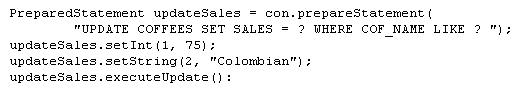 PreparedStatement updateSales = con.prepareStatement(
        "UPDATE COFFEES SET SALES = ? WHERE COF_NAME LIKE ? ");
updateSales.setInt(1, 75);
updateSales.setString(2, "Colombian");
updateSales.executeUpdate():